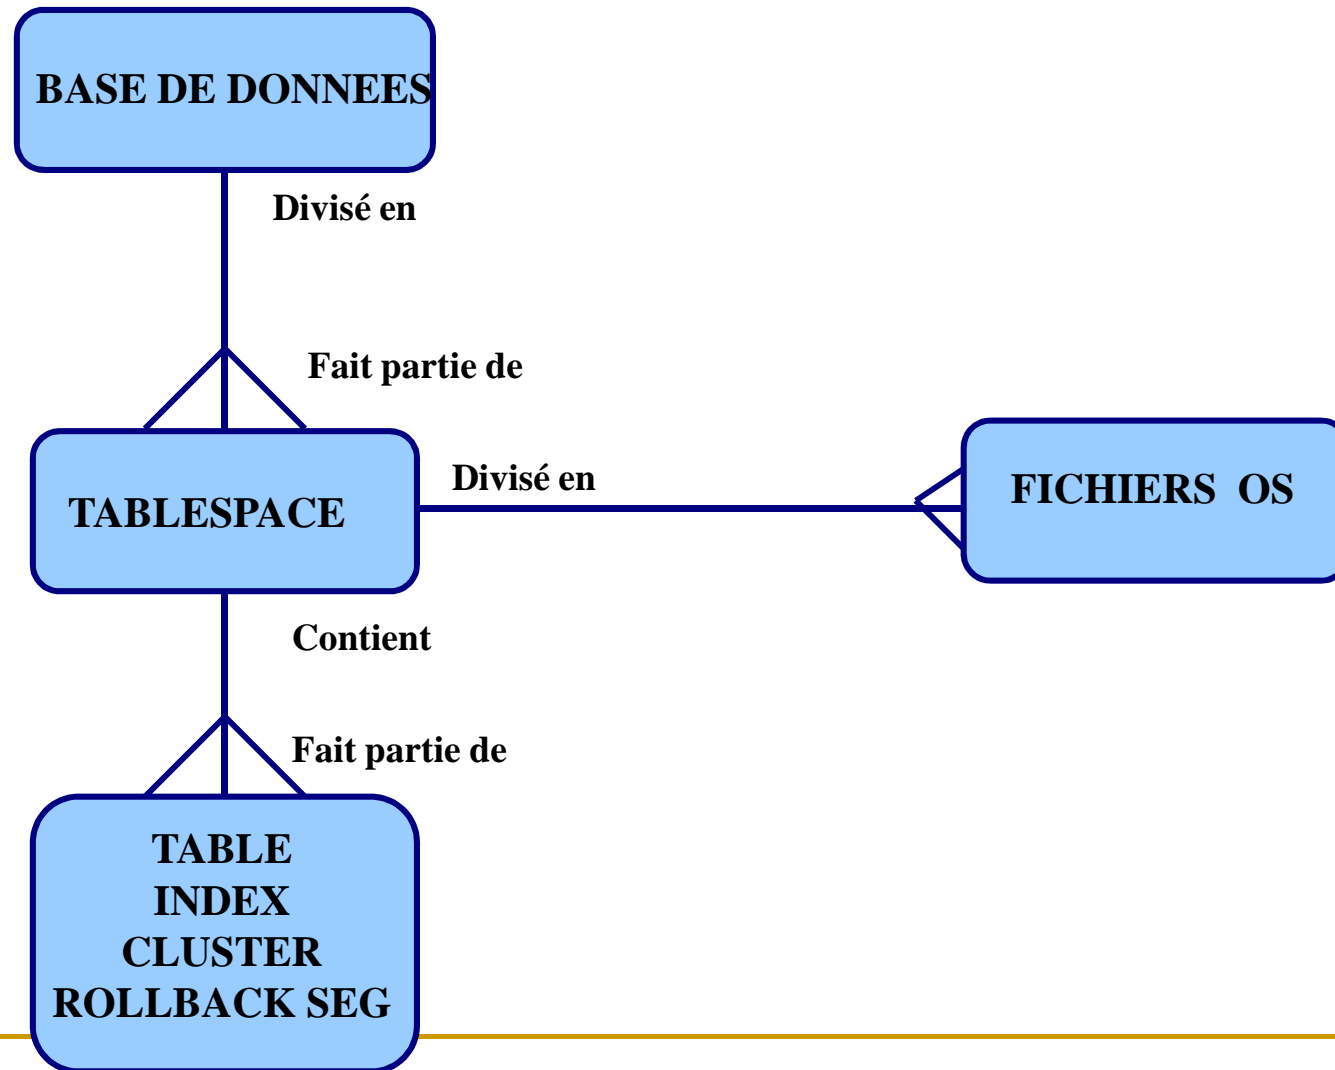 BASE DE DONNEES
Divisé en
Fait partie de
TABLESPACE
Divisé en
FICHIERS OS
Contient
Fait partie de
TABLE
INDEX
CLUSTER
ROLLBACK SEG